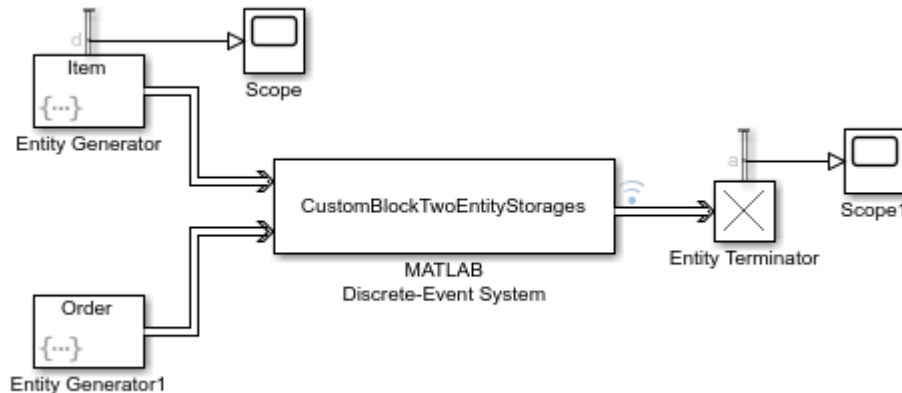 d
Item
{...}
Entity Generator
Scope
CustomBlockTwoEntityStorages
MATLAB
Discrete-Event System
a
Entity Terminator
Scope1
Order
{...}
Entity Generator1